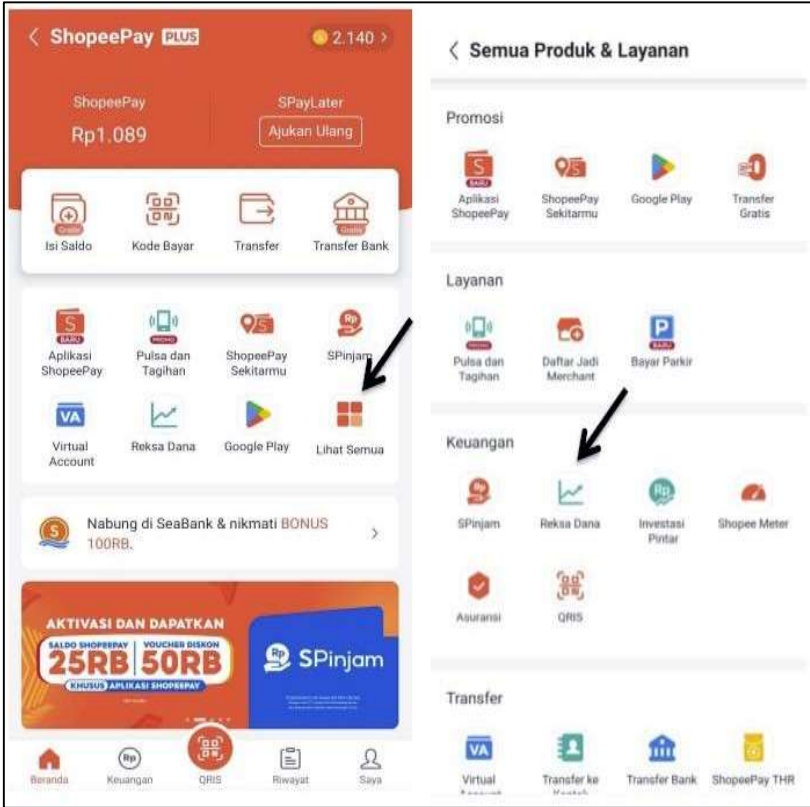 ShopeePay PLUS
2.140
ShopeePay
SPayLater
Rp1.089
Ajukan Ulang
Gratis
Gratis
Isi Saldo
Kode Bayar
Transfer
Transfer Bank
BARU
PROMO
Aplikasi
ShopeePay
Pulsa dan
Tagihan
ShopeePay
Sekitarmu
SPinjam
VA
Virtual
Account
Reksa Dana
Google Play
Lihat Semua
Nabung di SeaBank & nikmati BONUS
100RB.
AKTIVASI DAN DAPATKAN
SALDO SHOPEEPAY
25RB
VOUCHER DISKON
50RB
KHUSUS APLIKASI SHOPEEPAY
Rp
SPinjam
Beranda
Keuangan
QRIS
Riwayat
Saya
Semua Produk & Layanan
Promosi
BARU
Aplikasi
ShopeePay
ShopeePay
Sekitarmu
Google Play
Transfer
Gratis
Layanan
PROMO
Pulsa dan
Tagihan
Daftar Jadi
Merchant
P
BARU
Bayar Parkir
Keuangan
Rp
SPinjam
Reksa Dana
Rp
Investasi
Pintar
Shopee Meter
Asuransi
QRIS
Transfer
VA
Virtual
Transfer ke
Kontak
Transfer Bank
ShopeePay THR